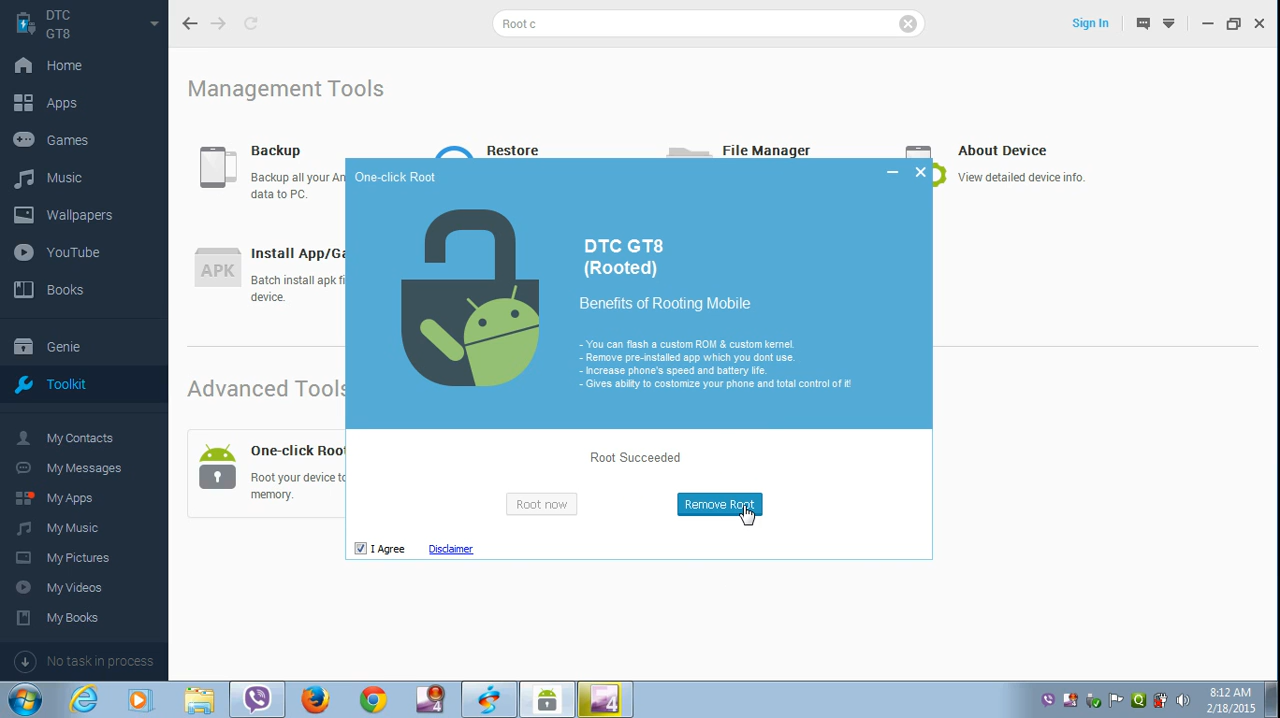 DTC
GT8
Home
Apps
Games
Music
Wallpapers
YouTube
Books
Genie
Toolkit
My Contacts
My Messages
My Apps
My Music
My Pictures
My Videos
My Books
No task in process
Root c
Sign In
Management Tools
Backup
Backup all your An
data to PC.
Restore
File Manager
About Device
View detailed device info.
APK
Install App/Ga
Batch install apk fi
device.
Advanced Tools
One-click Root
Root your device to
memory.
One-click Root
DTC GT8
(Rooted)
Benefits of Rooting Mobile
- You can flash a custom ROM & custom kernel.
- Remove pre-installed app which you dont use.
- Increase phone's speed and battery life.
- Gives ability to costomize your phone and total control of it!
Root Succeeded
Root now
Remove Root
I Agree
Disclaimer
4
4
8:12 AM
2/18/2015